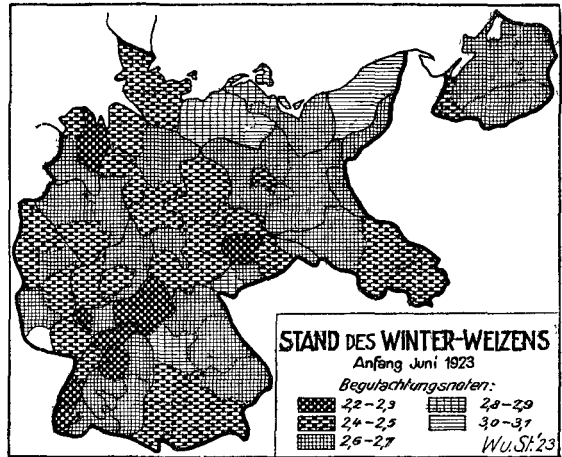 STAND DES WINTER-WEIZENS
Anfang Juni 1923
Begutachtungsnoten:
2,2-2,3
2,4-2,5
2,6-2,7
2,8-2,9
3,0-3,1
W.u.St.'23